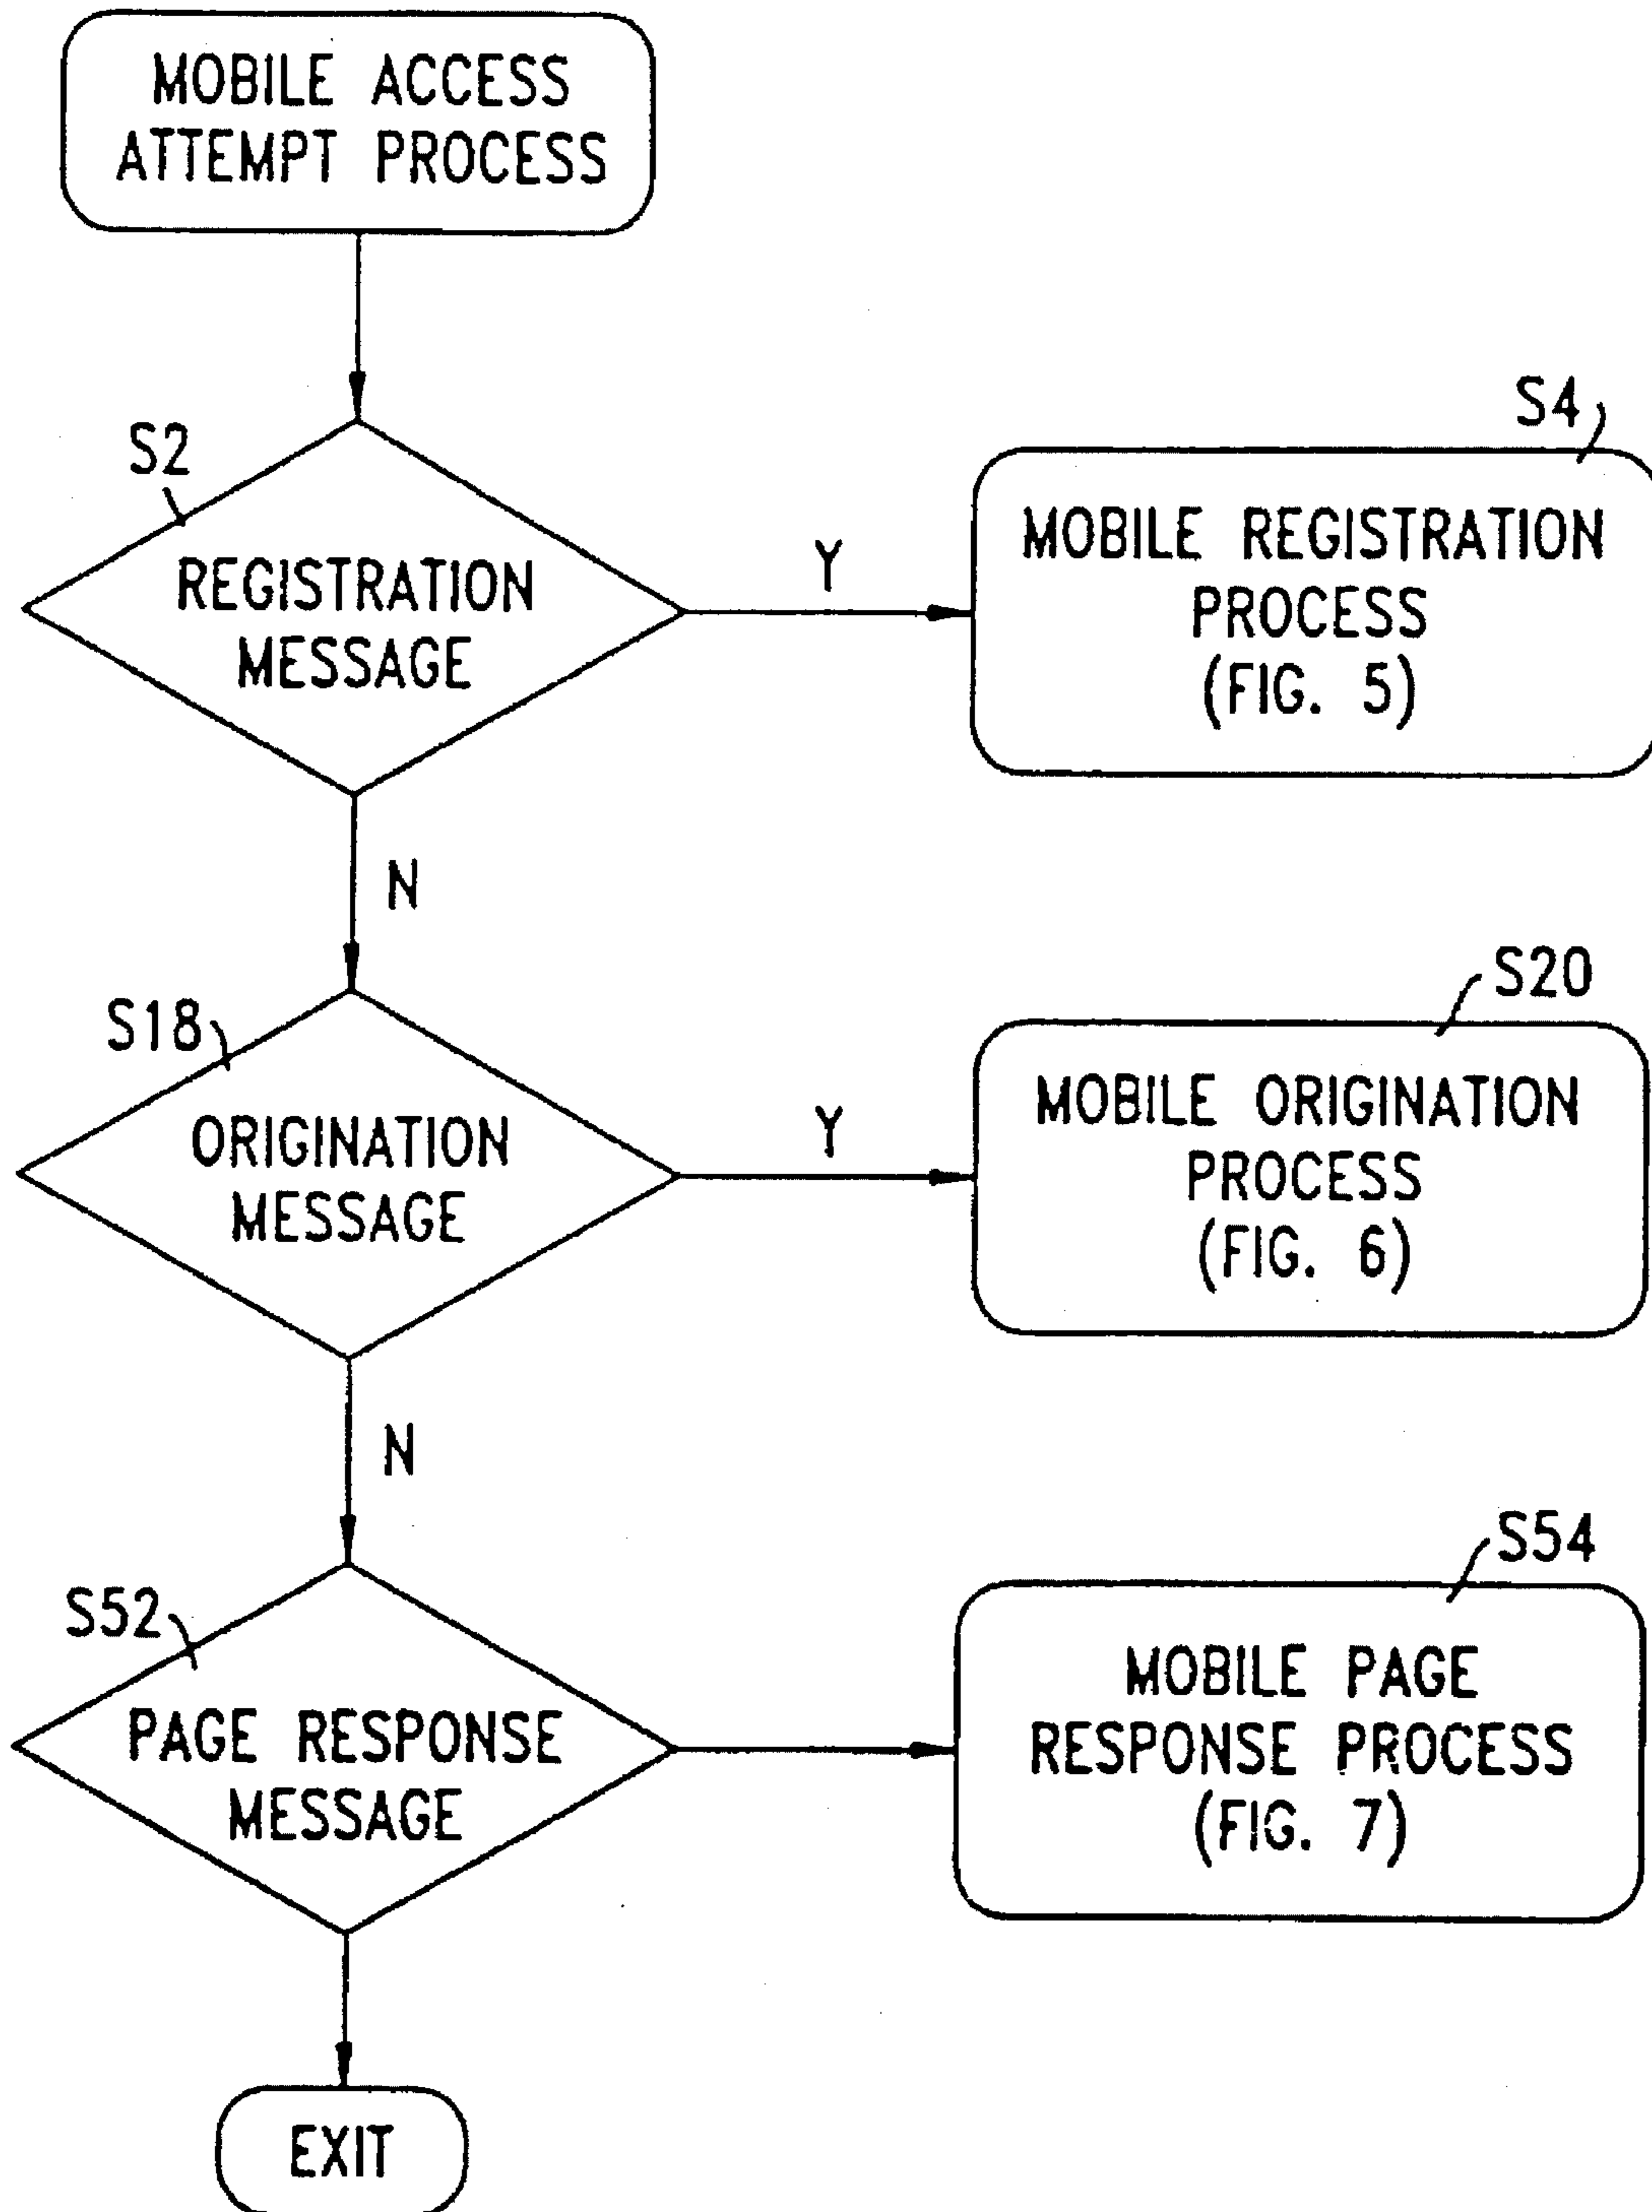 MOBILE ACCESS
ATTEMPT PROCESS
S2
REGISTRATION
MESSAGE
Y
S4
MOBILE REGISTRATION
PROCESS
(FIG. 5)
N
S18
ORIGINATION
MESSAGE
Y
S20
MOBILE ORIGINATION
PROCESS
(FIG. 6)
N
S52
PAGE RESPONSE
MESSAGE
S54
MOBILE PAGE
RESPONSE PROCESS
(FIG. 7)
EXIT